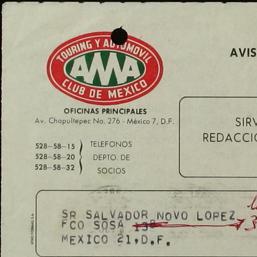 TOURING Y AUTOMOVIL
AMA
CLUB DE MEXICO
AVIS
OFICINAS PRINCIPALES
Av. Chapultepec No. 276 - México 7, D.F.
SIRV
REDACCIO
528-58-15 TELEFONOS
528-58-20 DEPTO. DE
528-58-32 SOCIOS
SR SALVADOR NOVO LOPEZ
FCO SOSA 138
MEXICO 21,D.F.